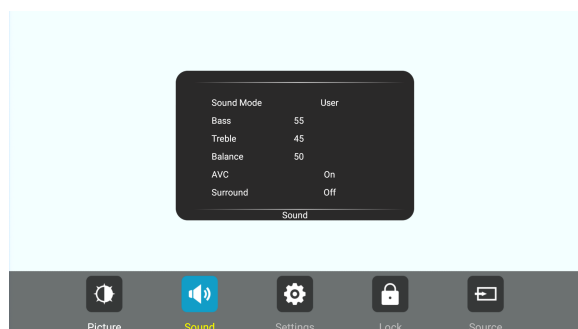 Sound Mode User
Bass 55
Treble 45
Balance 50
AVC On
Surround Off
Sound
Picture Sound Settings Lock Source